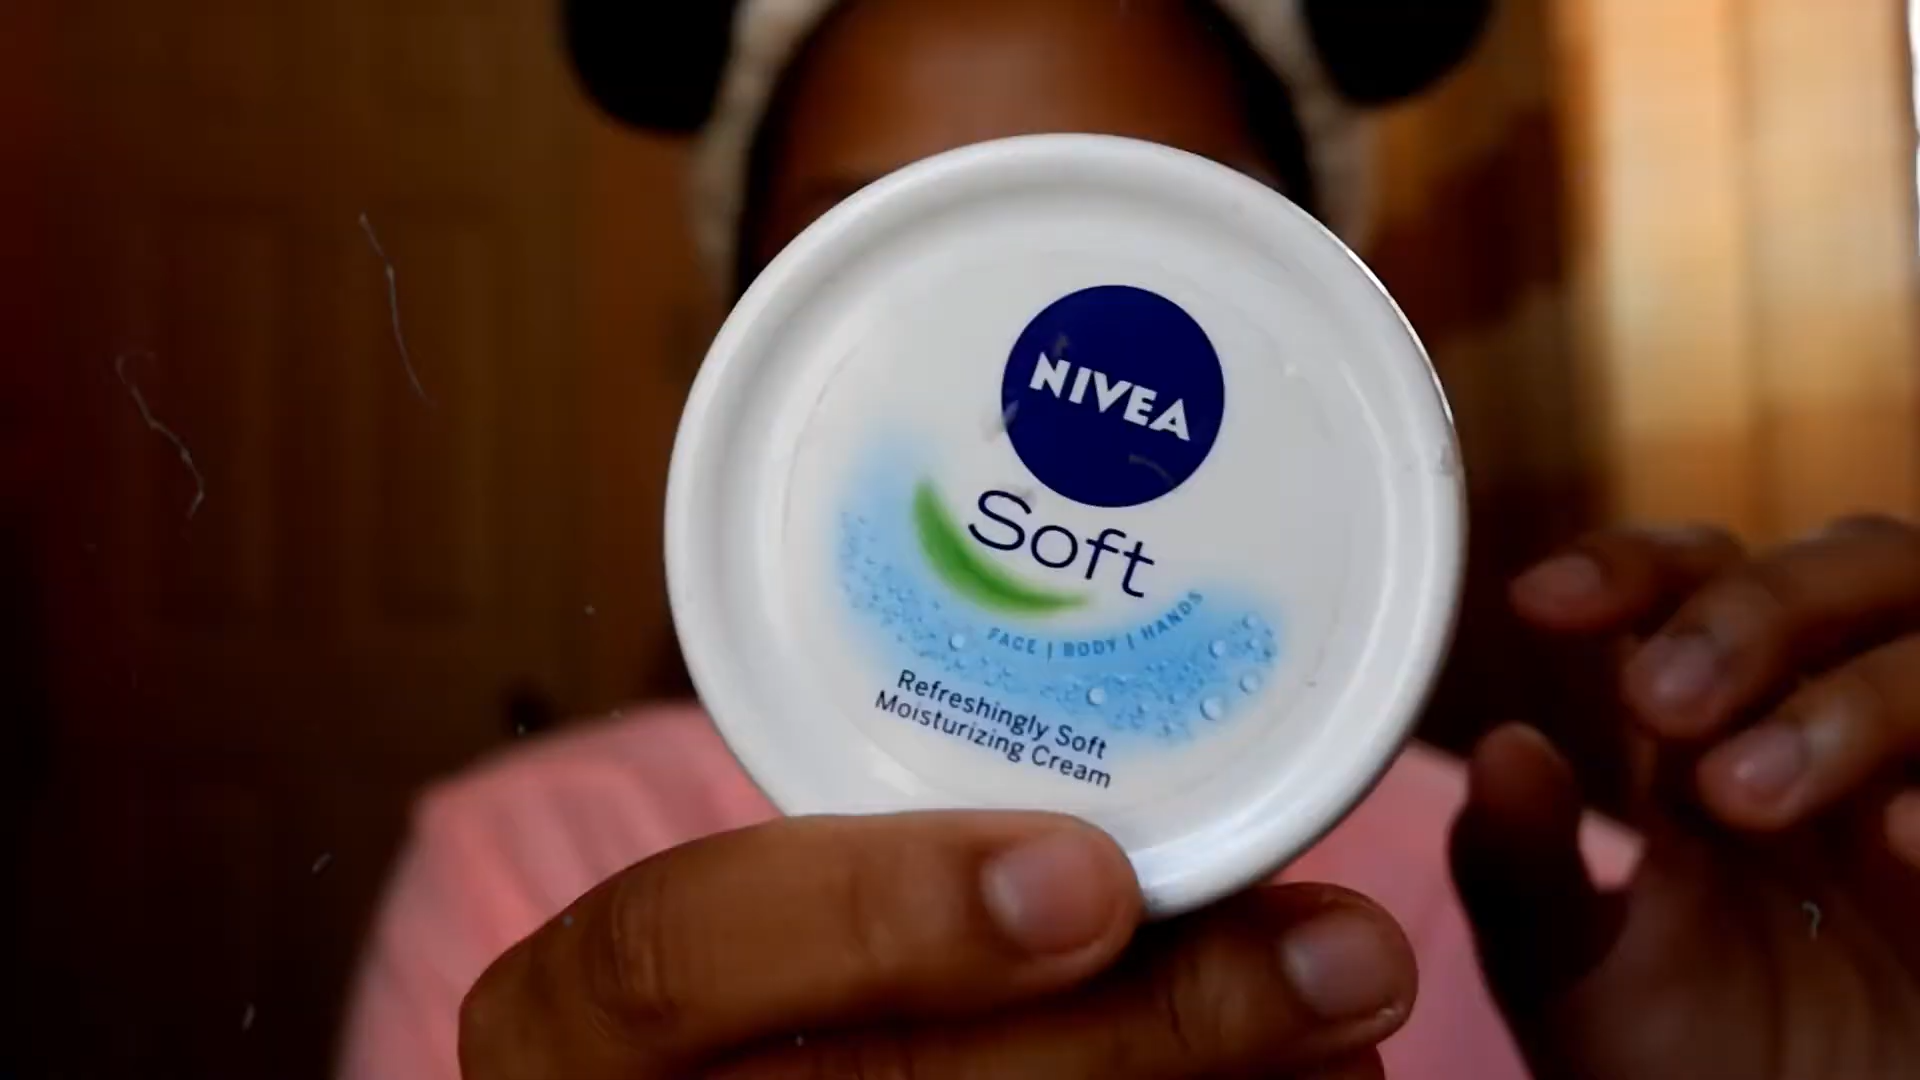 NIVEA
Soft
FACE | BODY | HANDS
Refreshingly Soft
Moisturizing Cream